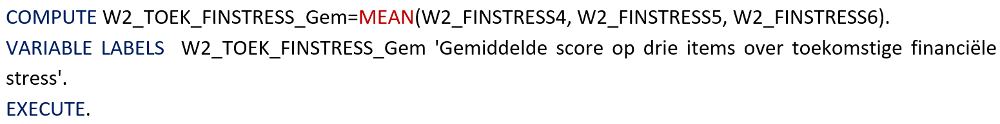 COMPUTE W2_TOEK_FINSTRESS_Gem=MEAN(W2_FINSTRESS4, W2_FINSTRESS5, W2_FINSTRESS6).
VARIABLE LABELS W2_TOEK_FINSTRESS_Gem 'Gemiddelde score op drie items over toekomstige financiële
stress'.
EXECUTE.